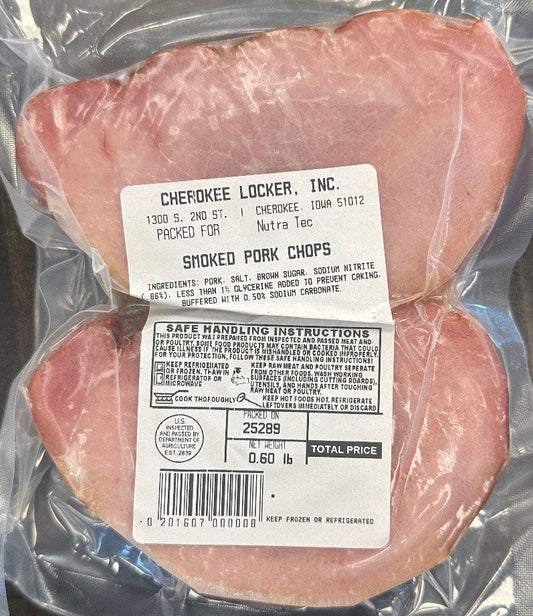 CHEROKEE LOCKER, INC.
1300 S. 2ND ST. | CHEROKEE, IOWA 51012
PACKED FOR Nutra Tec
SMOKED PORK CHOPS
INGREDIENTS: PORK, SALT, BROWN SUGAR, SODIUM NITRITE
(.86%), LESS THAN 1% GLYCERINE ADDED TO PREVENT CAKING.
BUFFERED WITH 0.50% SODIUM CARBONATE.
SAFE HANDLING INSTRUCTIONS
THIS PRODUCT WAS PREPARED FROM INSPECTED AND PASSED MEAT AND/
OR POULTRY. SOME FOOD PRODUCTS MAY CONTAIN BACTERIA THAT COULD
CAUSE ILLNESS IF THE PRODUCT IS MISHANDLED OR COOKED IMPROPERLY.
FOR YOUR PROTECTION, FOLLOW THESE SAFE HANDLING INSTRUCTIONS!
KEEP REFRIGERATED
OR FROZEN. THAW IN
REFRIGERATOR OR
MICROWAVE
KEEP RAW MEAT AND POULTRY SEPERATE
FROM OTHER FOODS. WASH WORKING
SURFACES (INCLUDING CUTTING BOARDS),
UTENSILS, AND HANDS AFTER TOUGHING
RAW MEAT OR POULTRY.
COOK THOFOUGHLY
KEEP HOT FOODS HOT. REFRIGERATE
LEFTOVERS IMMEDIATELY OR DISCARD
U.S.
INSPECTED
AND PASSED BY
DEPARTMENT OF
AGRICULTURE
EST. 2839
PACKED ON
25289
NET WEIGHT
0.60 lb
TOTAL PRICE
0 201607 000008
KEEP FROZEN OR REFRIGERATED